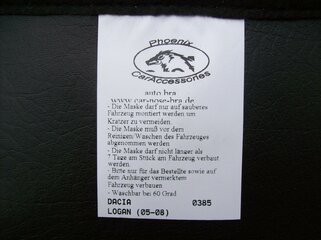 Phoenix
CarAccessories
auto bra
www.car-nose-bra.de
- Die Maske darf nur auf sauberes
Fahrzeug montiert werden um
Kratzer zu vermeiden.
- Die Maske muß vor dem
Reinigen Waschen des Fahrzeuges
abgenommen werden
- Die Maske darf nicht länger als
7 Tage am Stück am Fahrzeug verbaut
werden.
- Bitte nur für das Bestellte sowie auf
dem Anhänger vermerktem
Fahrzeug verbauen
- Waschbar bei 60 Grad
DACIA 0385
LOGAN (05-08)